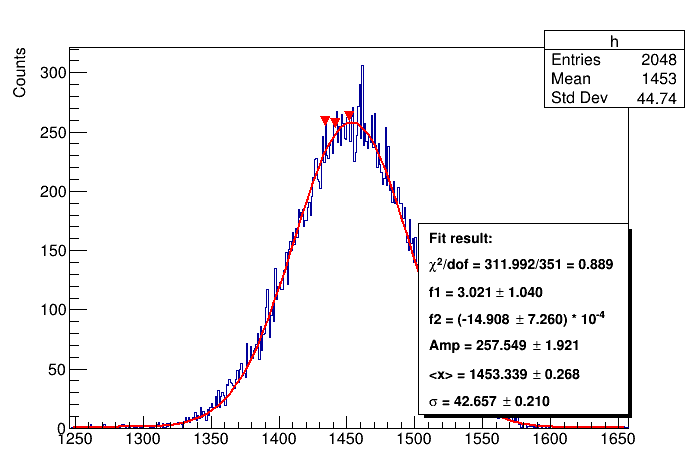 h
Entries 2048
Mean 1453
Std Dev 44.74
Counts
300
250
200
150
100
50
0
Fit result:
χ²/dof = 311.992/351 = 0.889
f1 = 3.021 ± 1.040
f2 = (-14.908 ± 7.260) * 10⁻⁴
Amp = 257.549 ± 1.921
<x> = 1453.339 ± 0.268
σ = 42.657 ± 0.210
1250 1300 1350 1400 1450 1500 1550 1600 1650